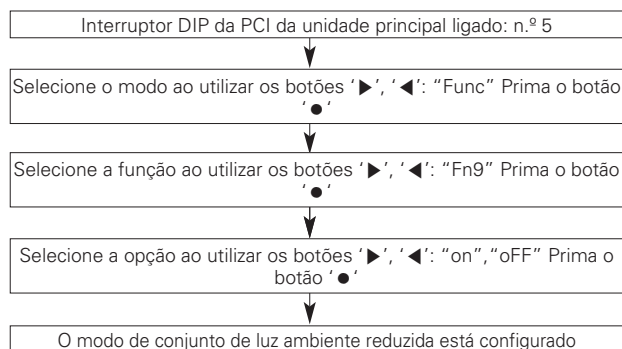 Interruptor DIP da PCI da unidade principal ligado: n.º 5
Selecione o modo ao utilizar os botões ‘▶’, ‘◀’: “Func” Prima o botão
‘●‘
Selecione a função ao utilizar os botões ‘▶’, ‘◀’: “Fn9” Prima o botão
‘●‘
Selecione a opção ao utilizar os botões ‘▶’, ‘◀’: “on”, “oFF” Prima o
botão ‘●‘
O modo de conjunto de luz ambiente reduzida está configurado